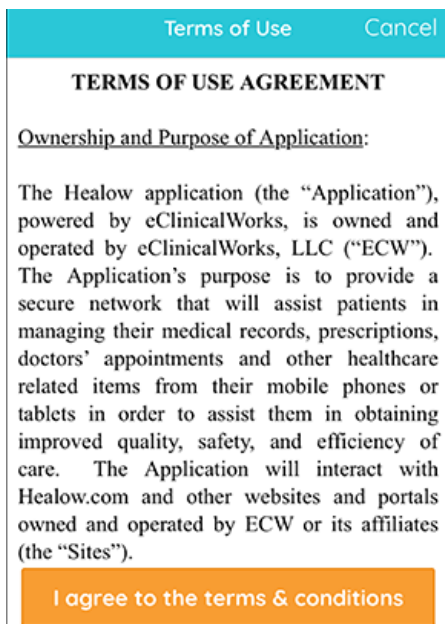 Terms of Use Cancel
TERMS OF USE AGREEMENT
Ownership and Purpose of Application:
The Healow application (the “Application”),
powered by eClinicalWorks, is owned and
operated by eClinicalWorks, LLC (“ECW”).
The Application’s purpose is to provide a
secure network that will assist patients in
managing their medical records, prescriptions,
doctors’ appointments and other healthcare
related items from their mobile phones or
tablets in order to assist them in obtaining
improved quality, safety, and efficiency of
care. The Application will interact with
Healow.com and other websites and portals
owned and operated by ECW or its affiliates
(the “Sites”).
I agree to the terms & conditions